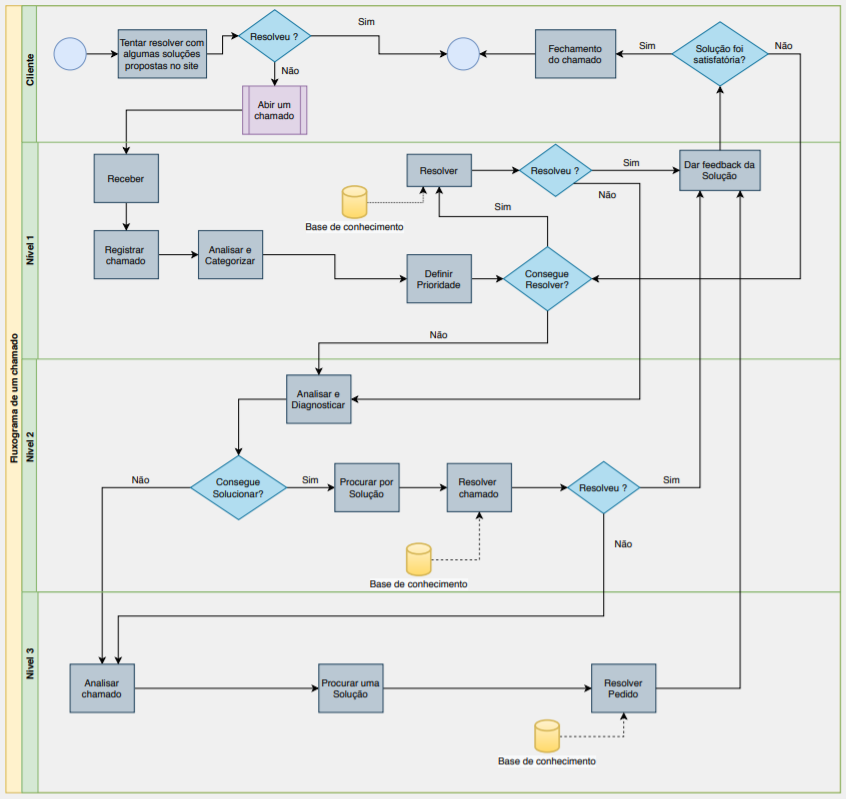 Fluxograma de um chamado
Cliente
Tentar resolver com
algumas soluções
propostas no site
Resolveu ?
Sim
Não
Abir um
chamado
Fechamento
do chamado
Sim
Solução foi
satisfatória?
Não
Nível 1
Receber
Registrar
chamado
Analisar e
Categorizar
Base de conhecimento
Resolver
Resolveu ?
Sim
Não
Dar feedback da
Solução
Sim
Definir
Prioridade
Consegue
Resolver?
Não
Nível 2
Analisar e
Diagnosticar
Não
Consegue
Solucionar?
Sim
Procurar por
Solução
Resolver
chamado
Resolveu ?
Sim
Não
Base de conhecimento
Nível 3
Analisar
chamado
Procurar uma
Solução
Resolver
Pedido
Base de conhecimento